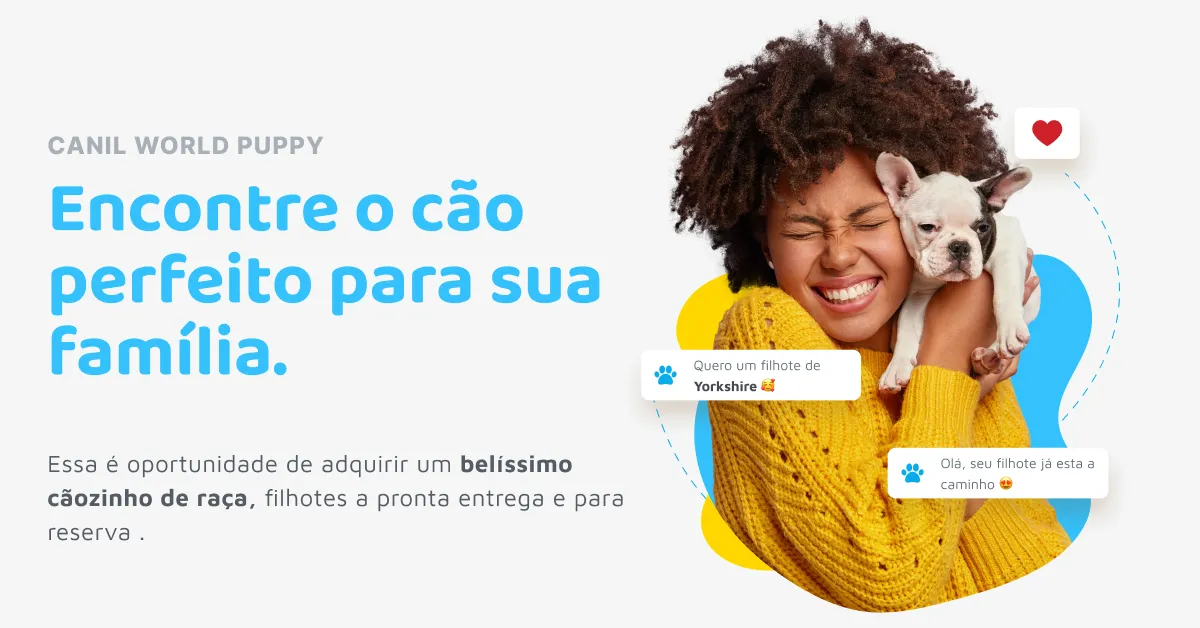 CANIL WORLD PUPPY
Encontre o cão
perfeito para sua
família.
Essa é oportunidade de adquirir um belíssimo
cãozinho de raça, filhotes a pronta entrega e para
reserva .
Quero um filhote de
Yorkshire 🥰
Olá, seu filhote já esta a
caminho 😍